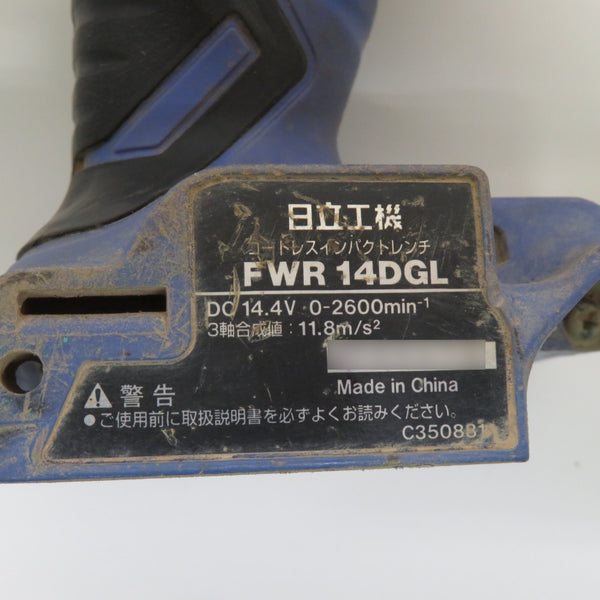 日立工機
コードレスインパクトレンチ
FWR 14DGL
DC 14.4V 0-2600min⁻¹
3軸合成値：11.8m/s²
Made in China
警告
●ご使用前に取扱説明書を必ずよくお読みください。